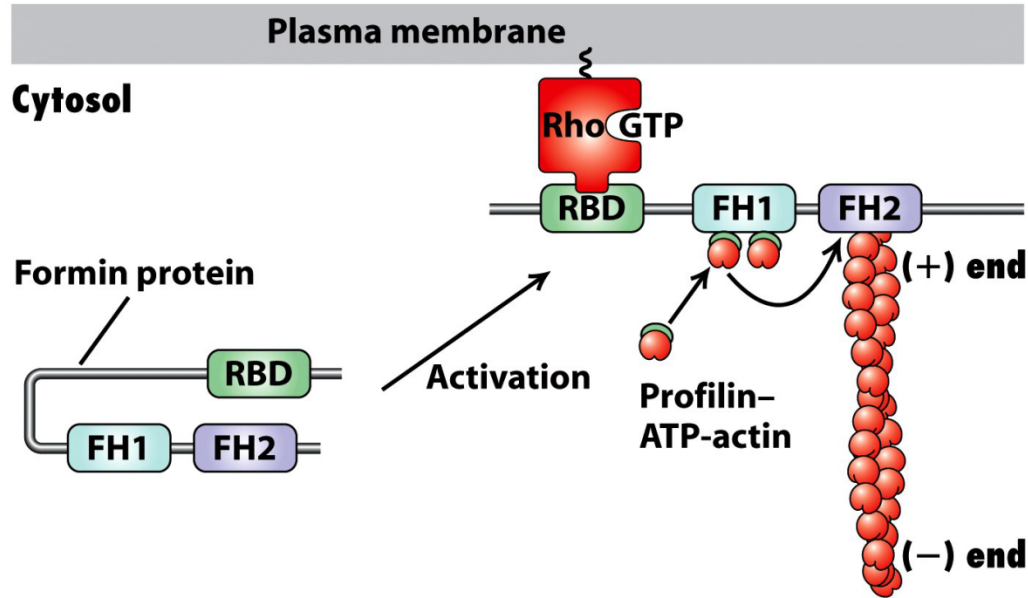 Plasma membrane
Cytosol
Rho GTP
RBD FH1 FH2
(+) end
Formin protein
RBD
Activation
Profilin–
ATP-actin
FH1 FH2
(−) end